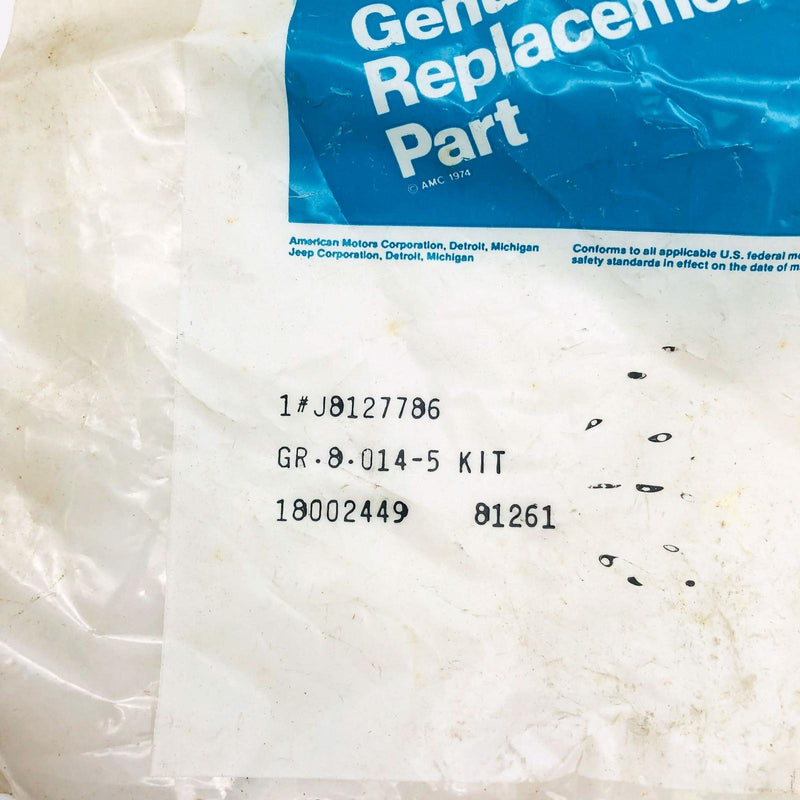 Genu
Replaceme
Part
© AMC 1974
American Motors Corporation, Detroit, Michigan
Jeep Corporation, Detroit, Michigan
Conforms to all applicable U.S. federal mo
safety standards in effect on the date of m
1#J8127786
GR.8.014-5 KIT
18002449 81261